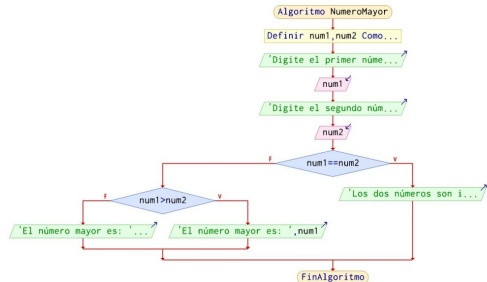 Algoritmo NumeroMayor
Definir num1,num2 Como...
'Digite el primer núme...
num1
'Digite el segundo núm...
num2
F num1==num2 V
F num1>num2 V
'Los dos números son i...
'El número mayor es: '...
'El número mayor es: ',num1
FinAlgoritmo